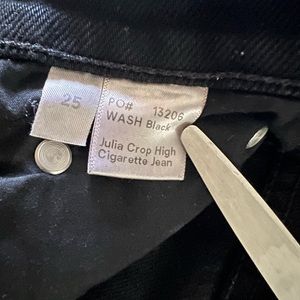 25
PO# 13206
WASH Black
Julia Crop High
Cigarette Jean